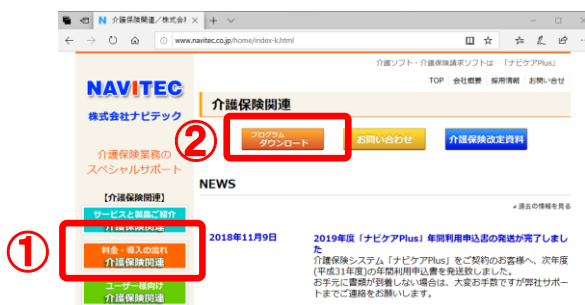 介護保険関連/株式会社
www.navitec.co.jp/home/index-k.html
介護ソフト・介護保険請求ソフトは 「ナビケアPlus」
TOP 会社概要 採用情報 お問い合せ
NAVITEC
株式会社ナビテック
介護保険業務の
スペシャルサポート
【介護保険関連】
サービスと製品ご紹介
介護保険関連
①
料金・導入の流れ
介護保険関連
ユーザー様向け
介護保険関連
介護保険関連
②
プログラム
ダウンロード
お問い合わせ
介護保険改定資料
NEWS
過去の情報を見る
2018年11月9日
2019年度「ナビケアPlus」年間利用申込書の発送が完了しまし
た
介護保険システム「ナビケアPlus」をご契約のお客様へ、次年度
(平成31年度)の年間利用申込書を発送致しました。
お手元に書類が到着しない場合は、大変お手数ですが弊社サポー
トまでご連絡をお願いします。